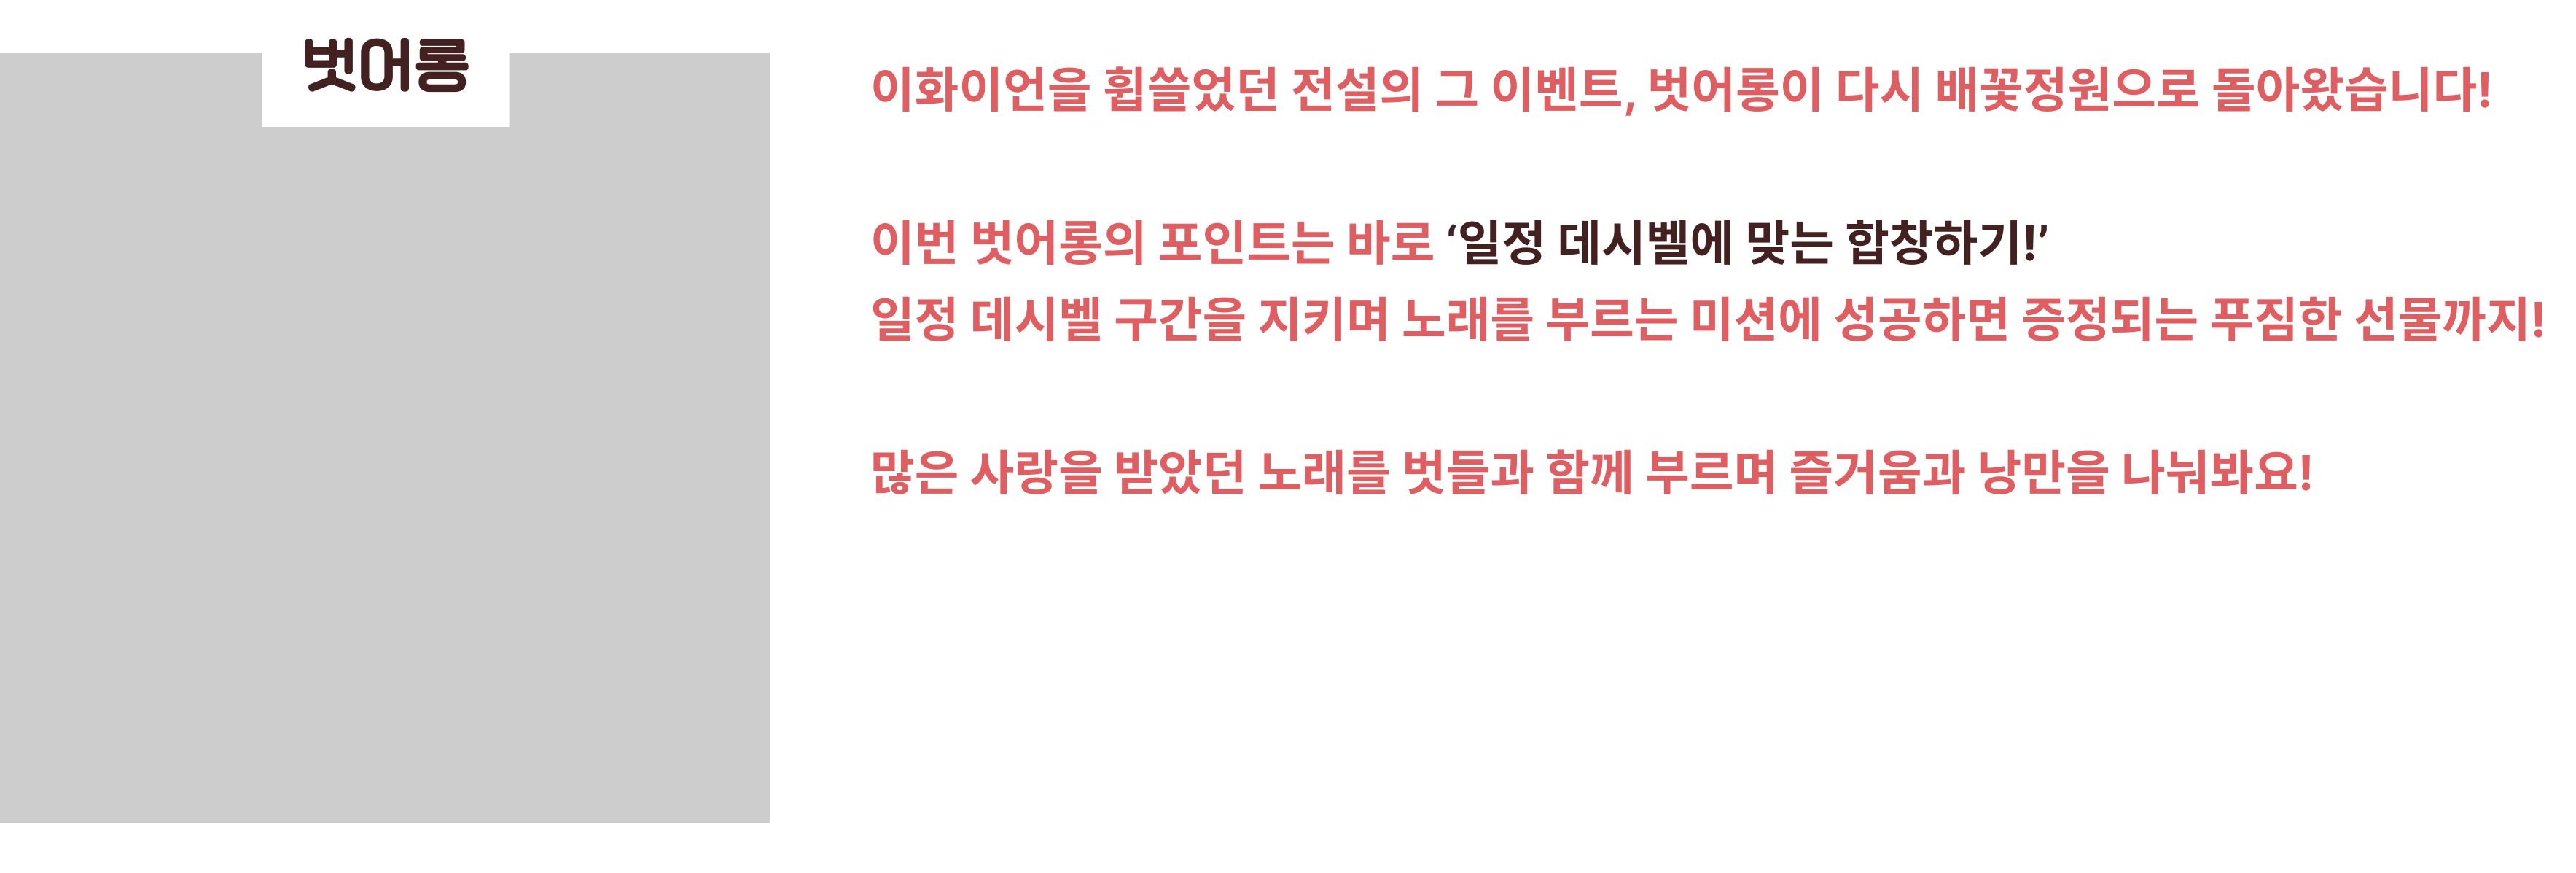 벗어롱
이화이언을 휩쓸었던 전설의 그 이벤트, 벗어롱이 다시 배꽃정원으로 돌아왔습니다!
이번 벗어롱의 포인트는 바로 ‘일정 데시벨에 맞는 합창하기!’
일정 데시벨 구간을 지키며 노래를 부르는 미션에 성공하면 증정되는 푸짐한 선물까지!
많은 사랑을 받았던 노래를 벗들과 함께 부르며 즐거움과 낭만을 나눠봐요!